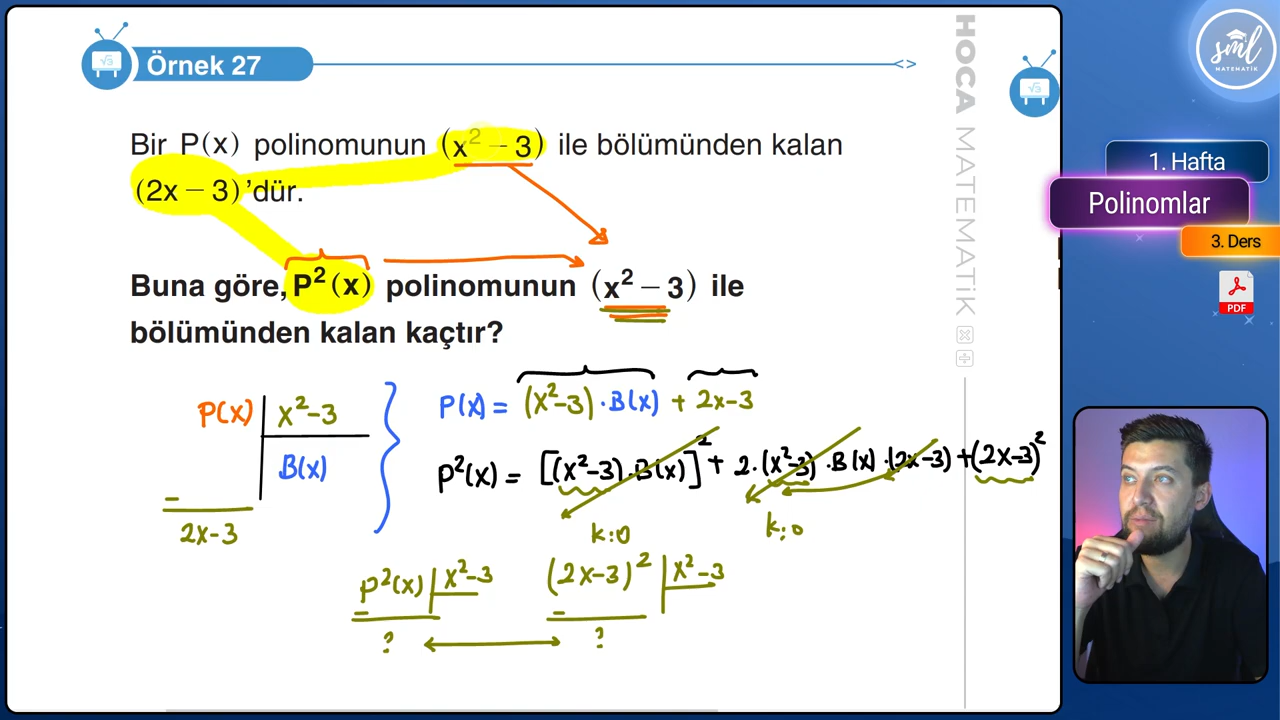 Örnek 27
Bir P(x) polinomunun (x² − 3) ile bölümünden kalan
(2x − 3)'dür.
Buna göre, P²(x) polinomunun (x² − 3) ile
bölümünden kalan kaçtır?
P(x) | x²-3
B(x)
2x-3
P(x) = (x²-3)·B(x) + 2x-3
P²(x) = [(x²-3)·B(x)]² + 2·(x²-3)·B(x)·(2x-3)+(2x-3)²
k:0 k:0
P²(x) | x²-3 (2x-3)² | x²-3
? ?
HOCA MATEMATİK
√3
√3
sml
MATEMATİK
1. Hafta
Polinomlar
3. Ders
PDF